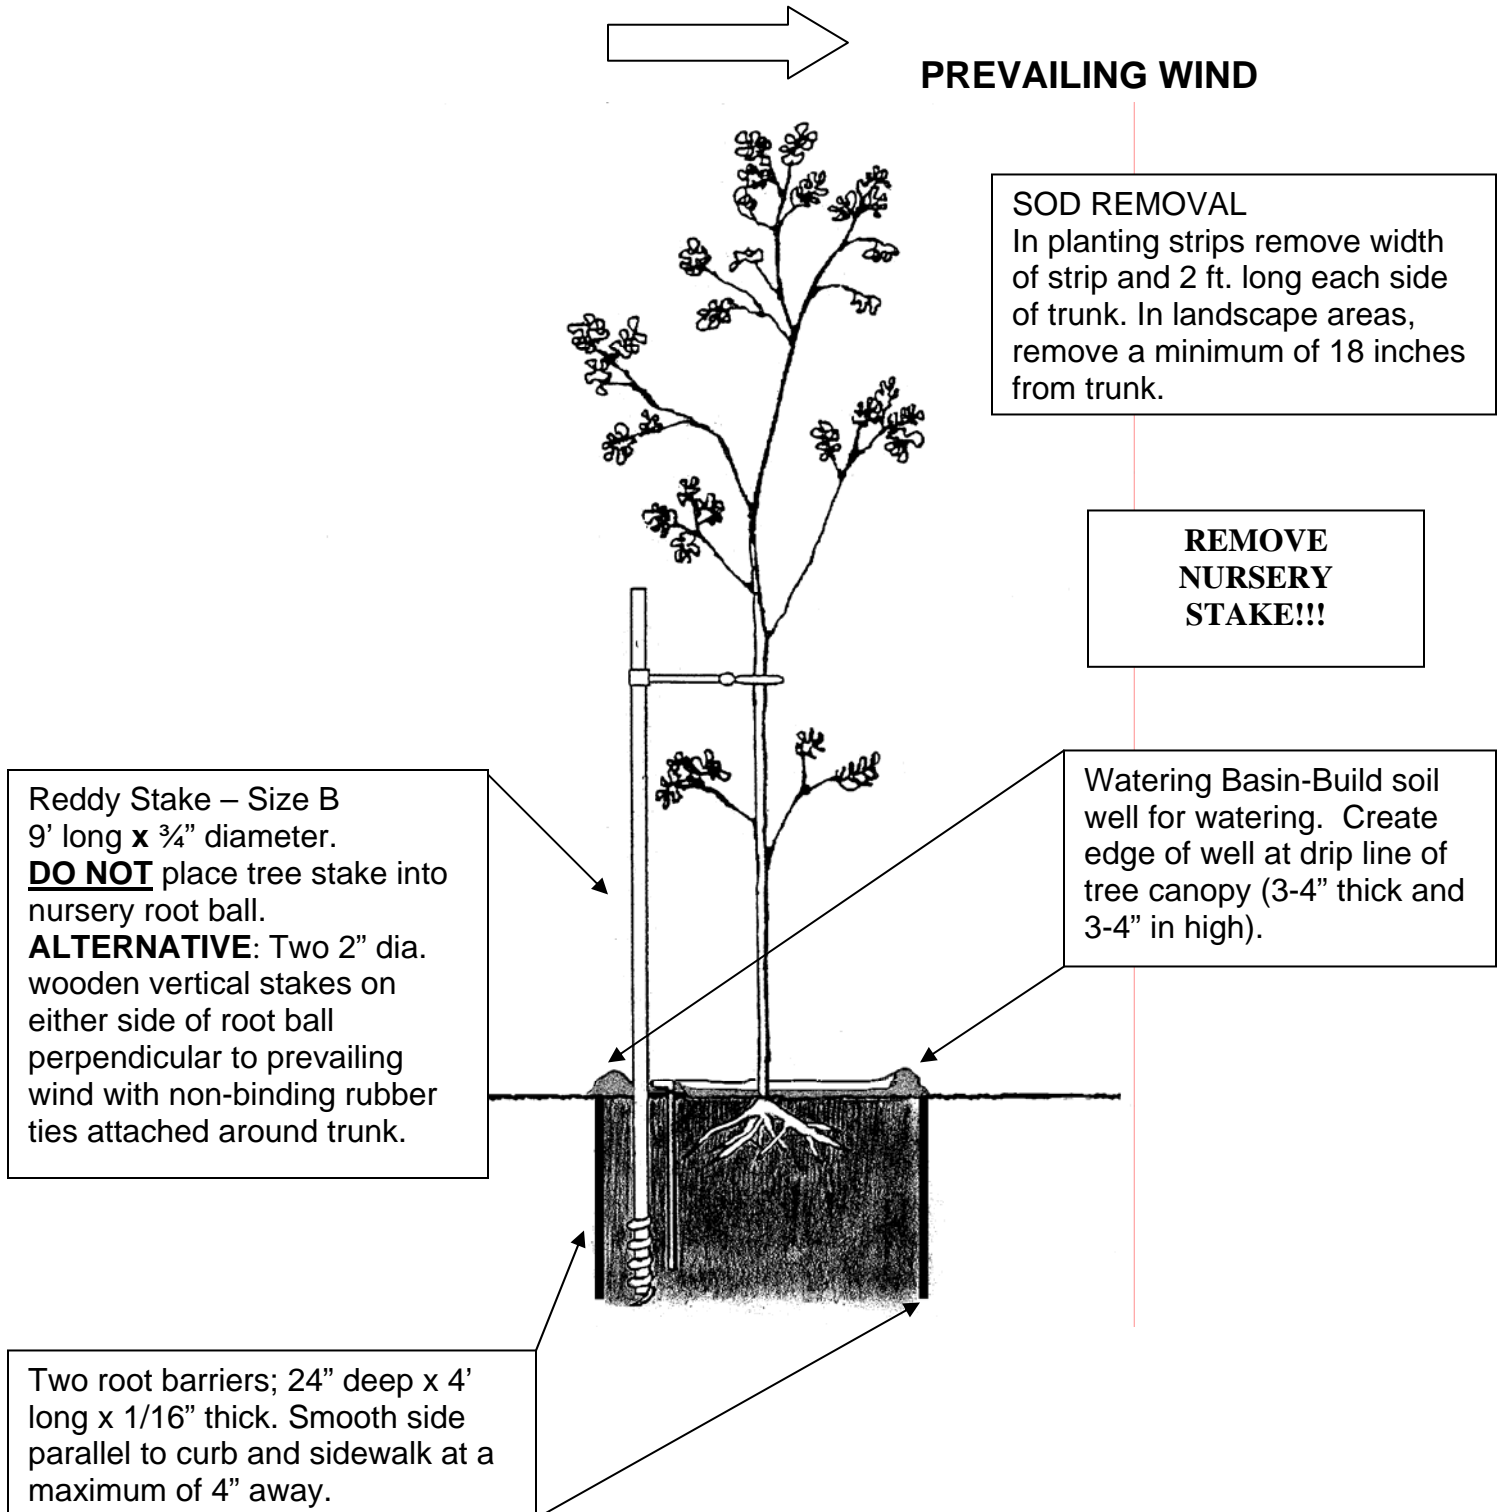 PREVAILING WIND
SOD REMOVAL
In planting strips remove width
of strip and 2 ft. long each side
of trunk. In landscape areas,
remove a minimum of 18 inches
from trunk.
REMOVE
NURSERY
STAKE!!!
Reddy Stake – Size B
9’ long x ¾” diameter.
DO NOT place tree stake into
nursery root ball.
ALTERNATIVE: Two 2” dia.
wooden vertical stakes on
either side of root ball
perpendicular to prevailing
wind with non-binding rubber
ties attached around trunk.
Watering Basin-Build soil
well for watering.  Create
edge of well at drip line of
tree canopy (3-4” thick and
3-4” in high).
Two root barriers; 24” deep x 4’
long x 1/16” thick. Smooth side
parallel to curb and sidewalk at a
maximum of 4” away.